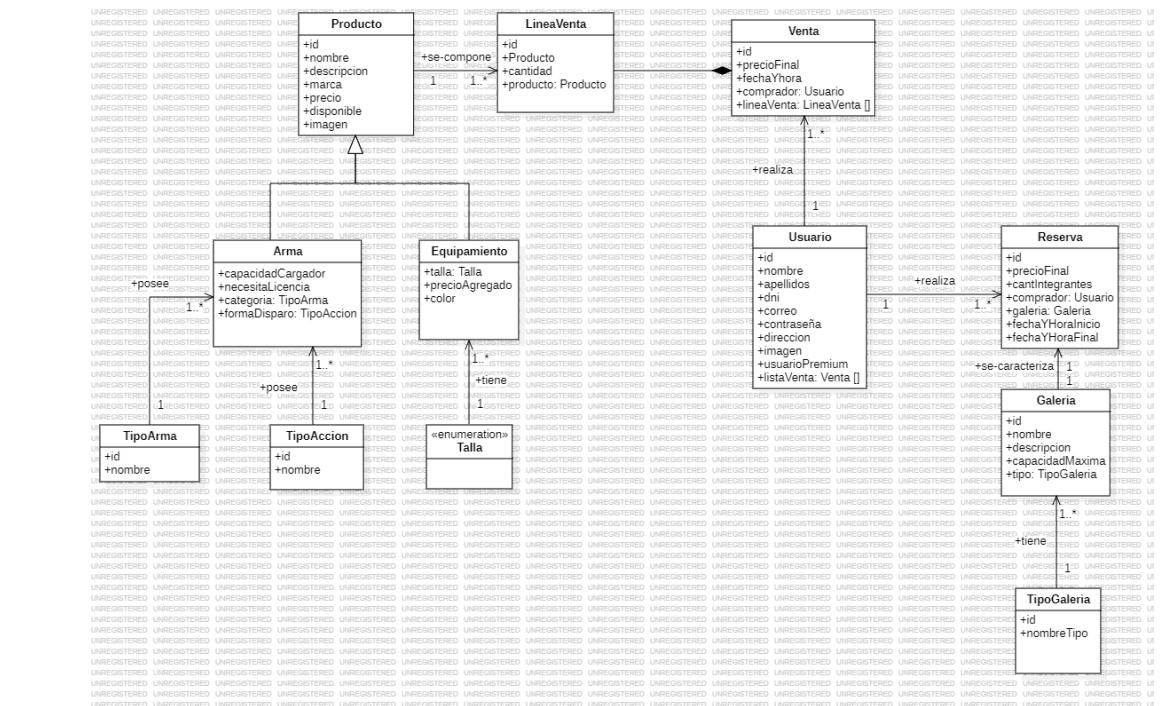 Producto
+id
+nombre
+descripcion
+marca
+precio
+disponible
+imagen
+se-compone
1
1..*
LineaVenta
+id
+Producto
+cantidad
+producto: Producto
Venta
+id
+precioFinal
+fechaYhora
+comprador: Usuario
+lineaVenta: LineaVenta []
1..*
+realiza
1
Arma
+capacidadCargador
+necesitaLicencia
+categoria: TipoArma
+formaDisparo: TipoAccion
Equipamiento
+talla: Talla
+precioAgregado
+color
Usuario
+id
+nombre
+apellidos
+dni
+correo
+contraseña
+direccion
+imagen
+usuarioPremium
+listaVenta: Venta []
+realiza
1
1..*
Reserva
+id
+precioFinal
+cantIntegrantes
+comprador: Usuario
+galeria: Galeria
+fechaYHoraInicio
+fechaYHoraFinal
+posee
1..*
1
1..*
+posee
1
1..*
+tiene
1
+se-caracteriza
1
1
TipoArma
+id
+nombre
TipoAccion
+id
+nombre
«enumeration»
Talla
Galeria
+id
+nombre
+descripcion
+capacidadMaxima
+tipo: TipoGaleria
1..*
+tiene
1
TipoGaleria
+id
+nombreTipo
UNREGISTERED